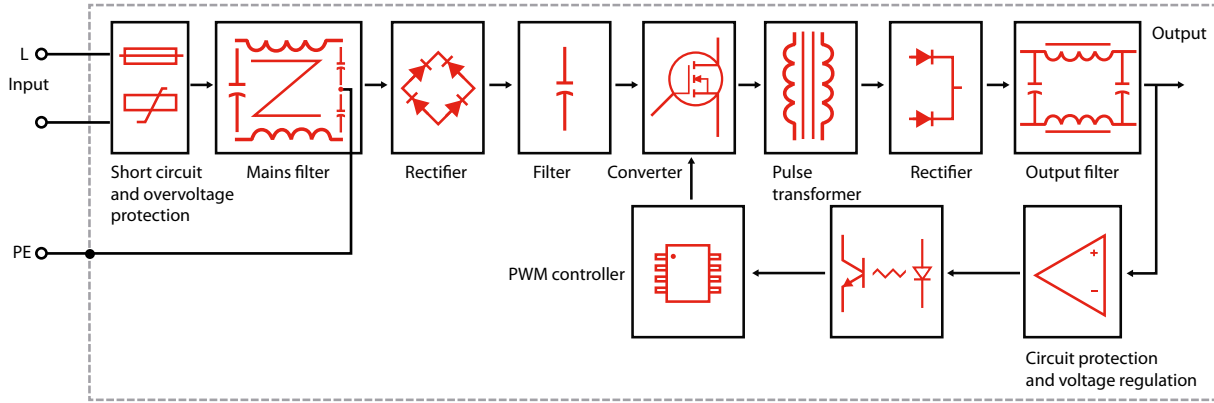 L
Input
Output
Short circuit
and overvoltage
protection
Mains filter
Rectifier
Filter
Converter
Pulse
transformer
Rectifier
Output filter
PE
PWM controller
+
−
Circuit protection
and voltage regulation